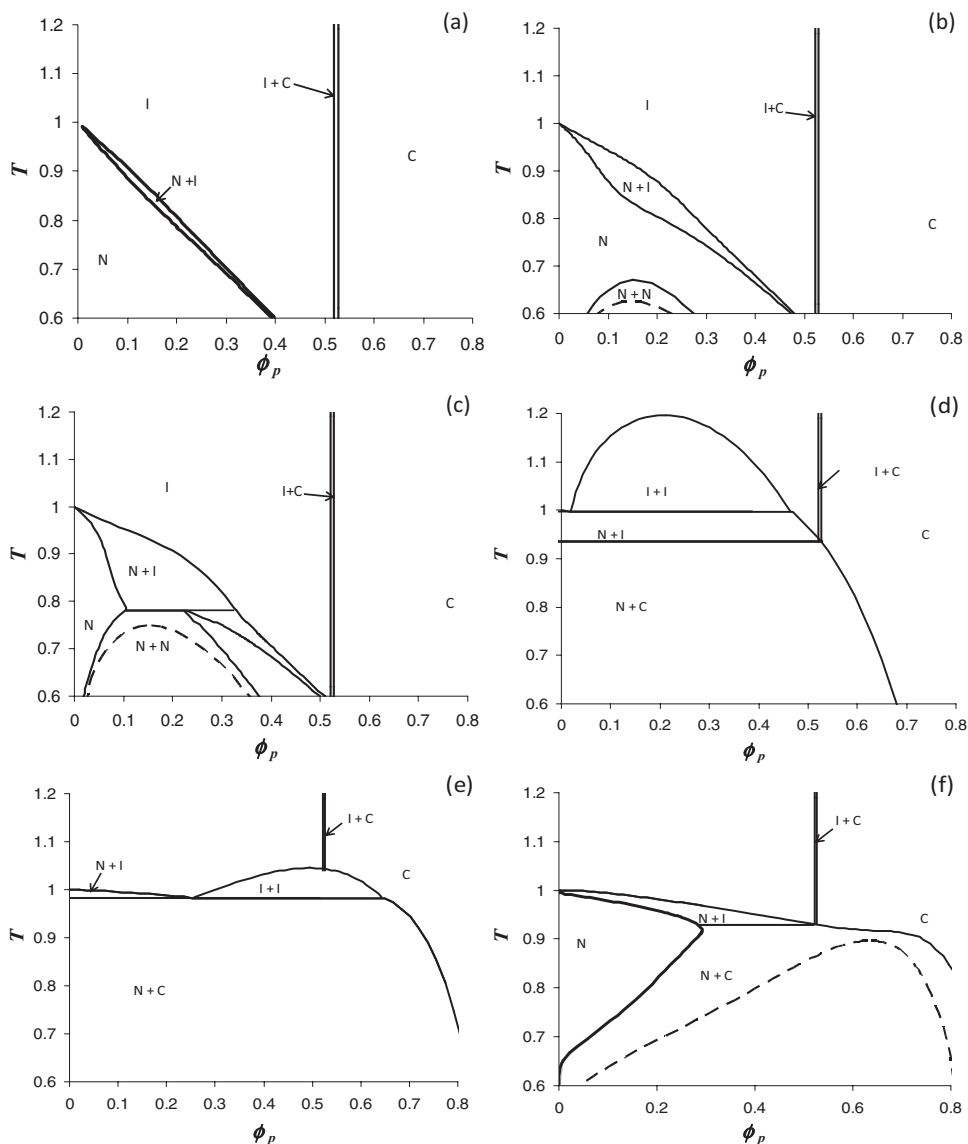 (a)
1.2
1.1
1
0.9
0.8
0.7
0.6
T
I
I + C
C
N +I
N
0 0.1 0.2 0.3 0.4 0.5 0.6 0.7 0.8
ϕp
(b)
1.2
1.1
1
0.9
0.8
0.7
0.6
T
I
I+C
N + I
N
C
N + N
0 0.1 0.2 0.3 0.4 0.5 0.6 0.7 0.8
ϕp
(c)
1.2
1.1
1
0.9
0.8
0.7
0.6
T
I
I+C
N + I
C
N
N + N
0 0.1 0.2 0.3 0.4 0.5 0.6 0.7 0.8
ϕp
(d)
1.2
1.1
1
0.9
0.8
0.7
0.6
T
I + C
I + I
N + I
C
N + C
0 0.1 0.2 0.3 0.4 0.5 0.6 0.7 0.8
ϕp
(e)
1.2
1.1
1
0.9
0.8
0.7
0.6
T
I + C
N + I
I + I
C
N + C
0 0.1 0.2 0.3 0.4 0.5 0.6 0.7 0.8
ϕp
(f)
1.2
1.1
1
0.9
0.8
0.7
0.6
T
I + C
C
N + I
N
N + C
0 0.2 0.4 0.6 0.8
ϕp